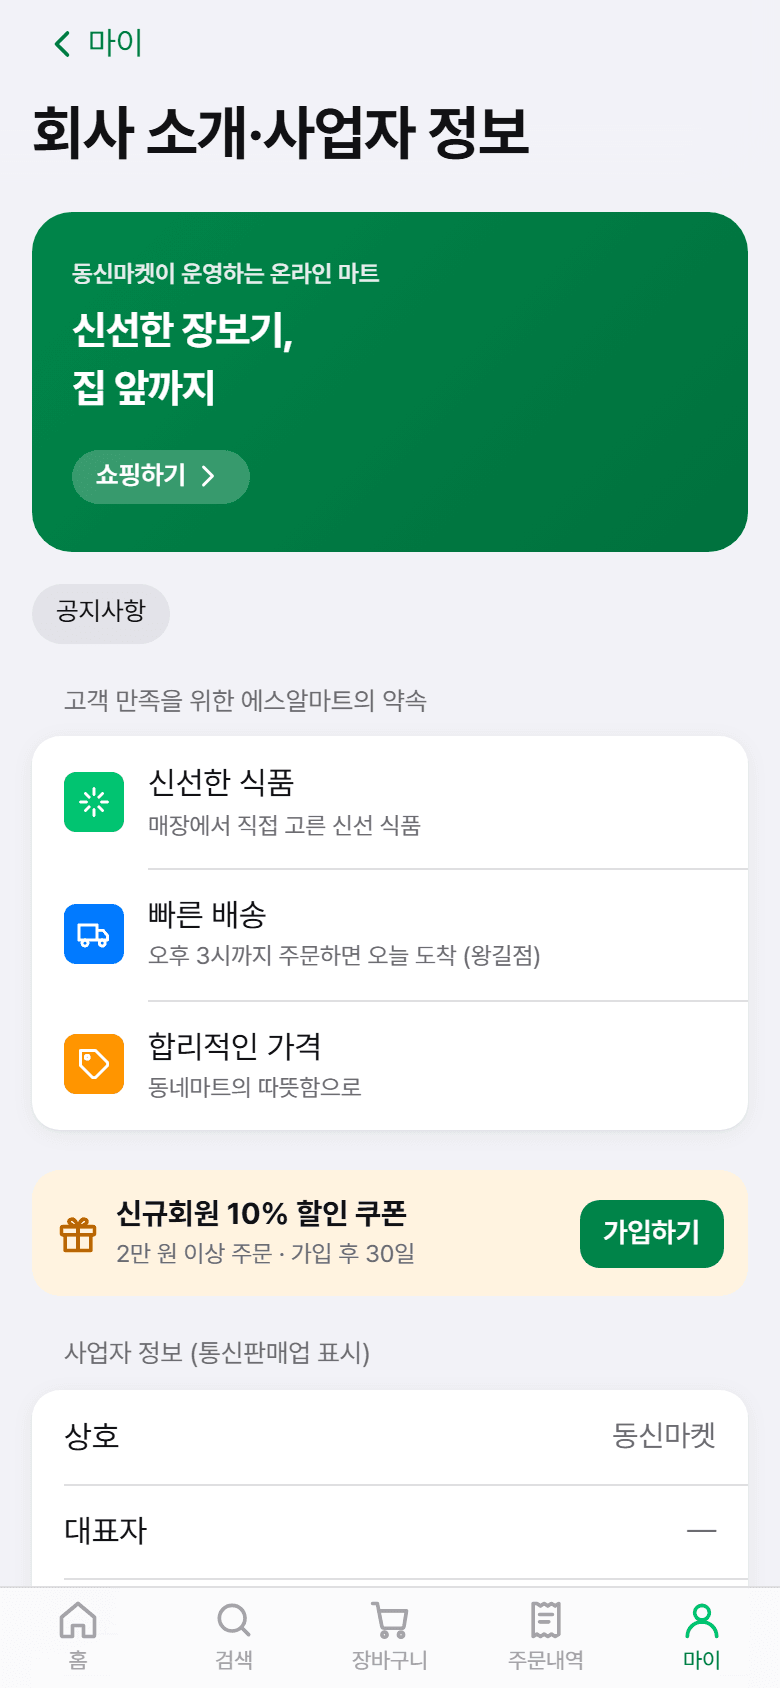 마이
회사 소개·사업자 정보
동신마켓이 운영하는 온라인 마트
신선한 장보기,
집 앞까지
쇼핑하기
공지사항
고객 만족을 위한 에스알마트의 약속
신선한 식품
매장에서 직접 고른 신선 식품
빠른 배송
오후 3시까지 주문하면 오늘 도착 (왕길점)
합리적인 가격
동네마트의 따뜻함으로
신규회원 10% 할인 쿠폰
2만 원 이상 주문 · 가입 후 30일
가입하기
사업자 정보 (통신판매업 표시)
상호 동신마켓
대표자 —
홈 검색 장바구니 주문내역 마이